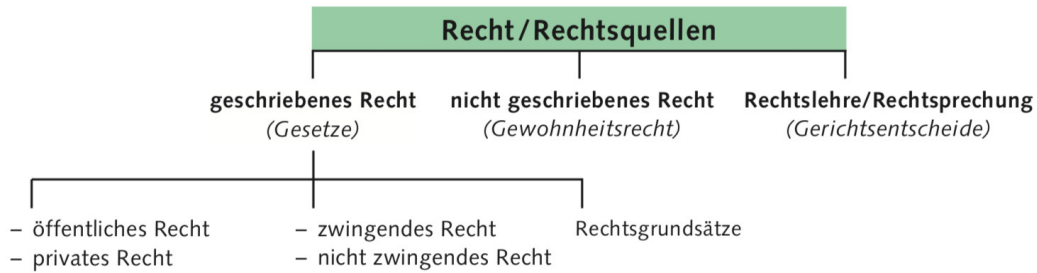 Recht/Rechtsquellen
geschriebenes Recht
(Gesetze)
nicht geschriebenes Recht
(Gewohnheitsrecht)
Rechtslehre/Rechtsprechung
(Gerichtsentscheide)
– öffentliches Recht
– privates Recht
– zwingendes Recht
– nicht zwingendes Recht
Rechtsgrundsätze